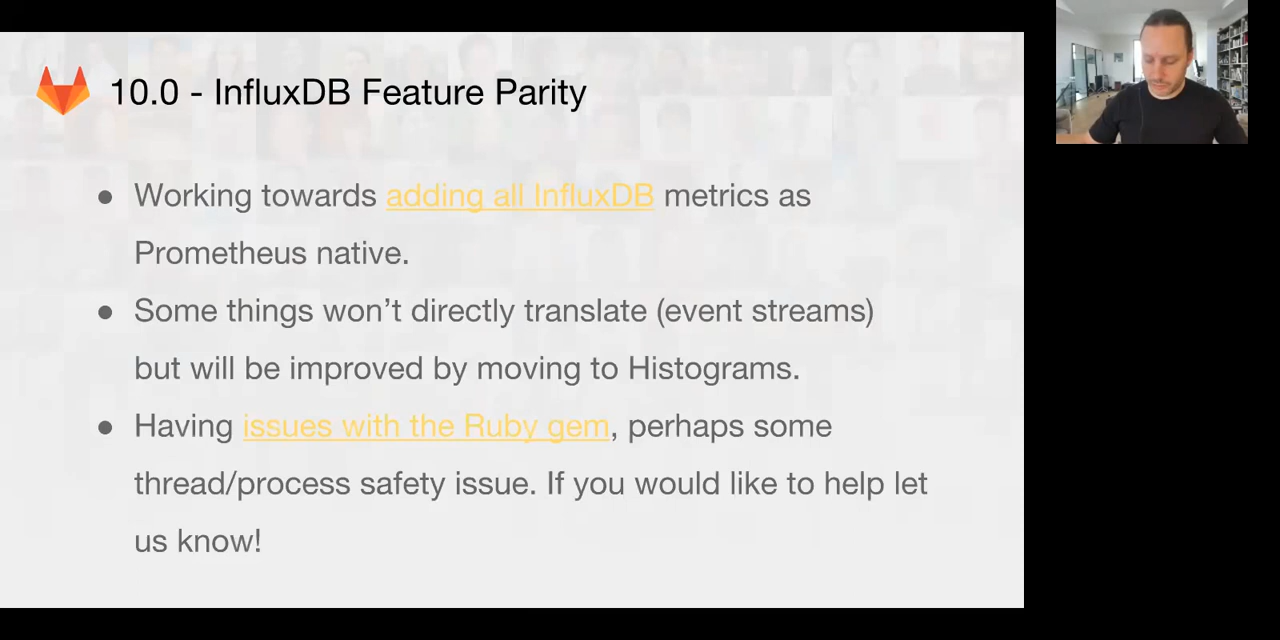 10.0 - InfluxDB Feature Parity
● Working towards adding all InfluxDB metrics as
Prometheus native.
● Some things won’t directly translate (event streams)
but will be improved by moving to Histograms.
● Having issues with the Ruby gem, perhaps some
thread/process safety issue. If you would like to help let
us know!